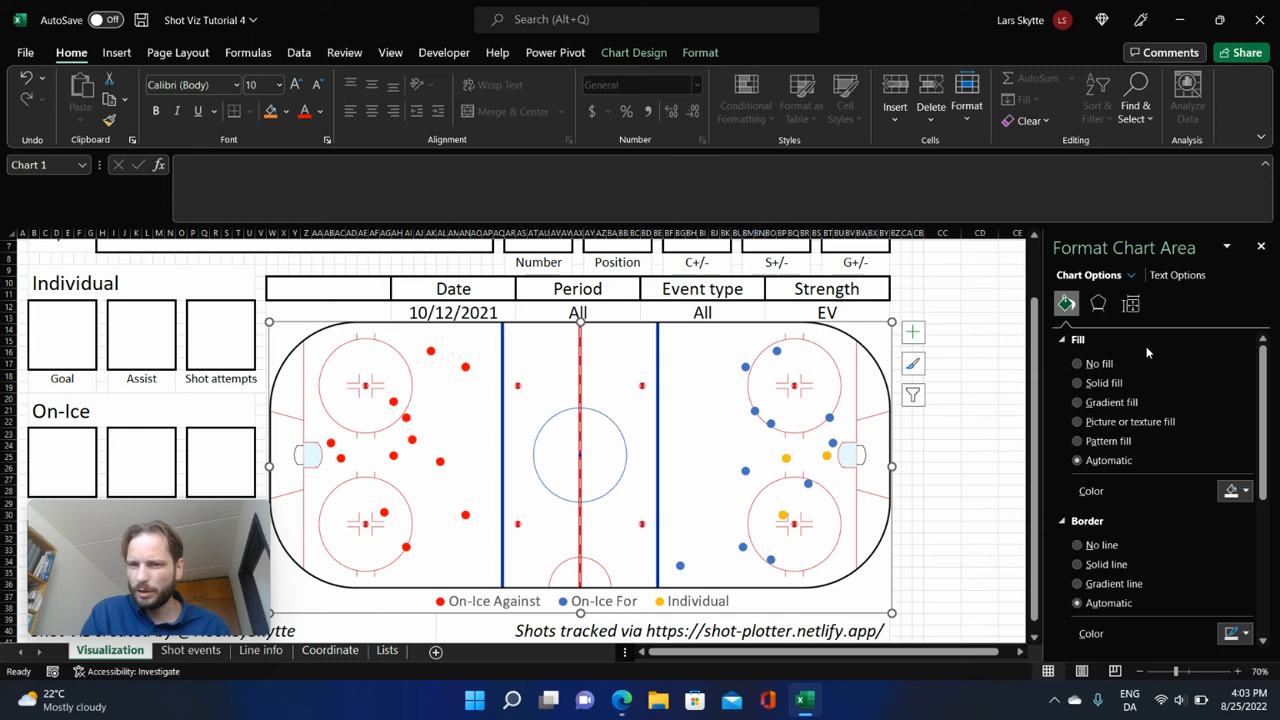 AutoSave Off Shot Viz Tutorial 4 Search (Alt+Q) Lars Skytte LS
File Home Insert Page Layout Formulas Data Review View Developer Help Power Pivot Chart Design Format Comments Share
Paste Calibri (Body) 10 Wrap Text General Conditional Formatting Format as Table Cell Styles Insert Delete Format AutoSum Sort & Filter Find & Select Analyze Data
B I U Merge & Center Fill Clear
Undo Clipboard Font Alignment Number Styles Cells Editing Analysis
Chart 1 fx
Format Chart Area
Chart Options Text Options
Number Position C+/- S+/- G+/-
Individual
Date Period Event type Strength
10/12/2021 All All EV
Goal Assist Shot attempts
On-Ice
On-Ice Against On-Ice For Individual
Shots tracked via https://shot-plotter.netlify.app/
Fill
No fill
Solid fill
Gradient fill
Picture or texture fill
Pattern fill
Automatic
Color
Border
No line
Solid line
Gradient line
Automatic
Color
Visualization Shot events Line info Coordinate Lists
Ready Accessibility: Investigate 70%
22°C
Mostly cloudy
ENG
DA
4:03 PM
8/25/2022